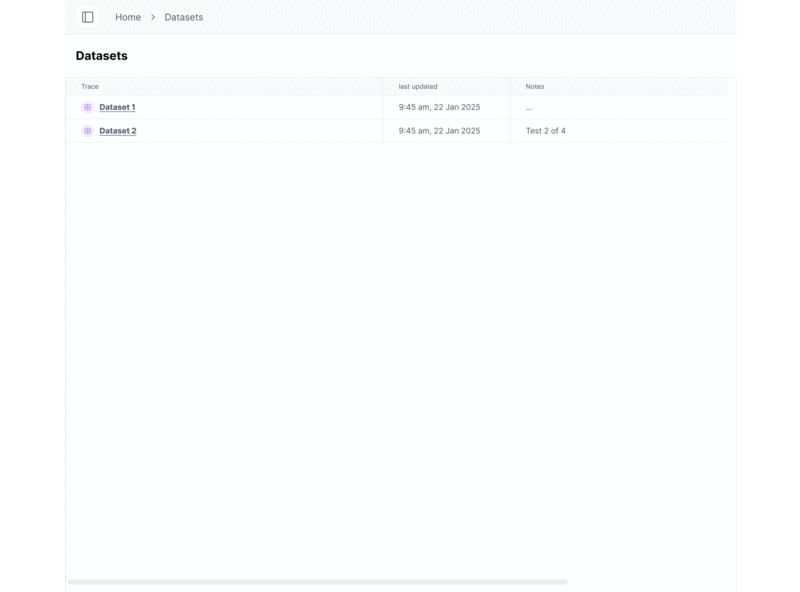 Home > Datasets
Datasets
Trace last updated Notes
Dataset 1 9:45 am, 22 Jan 2025 ...
Dataset 2 9:45 am, 22 Jan 2025 Test 2 of 4